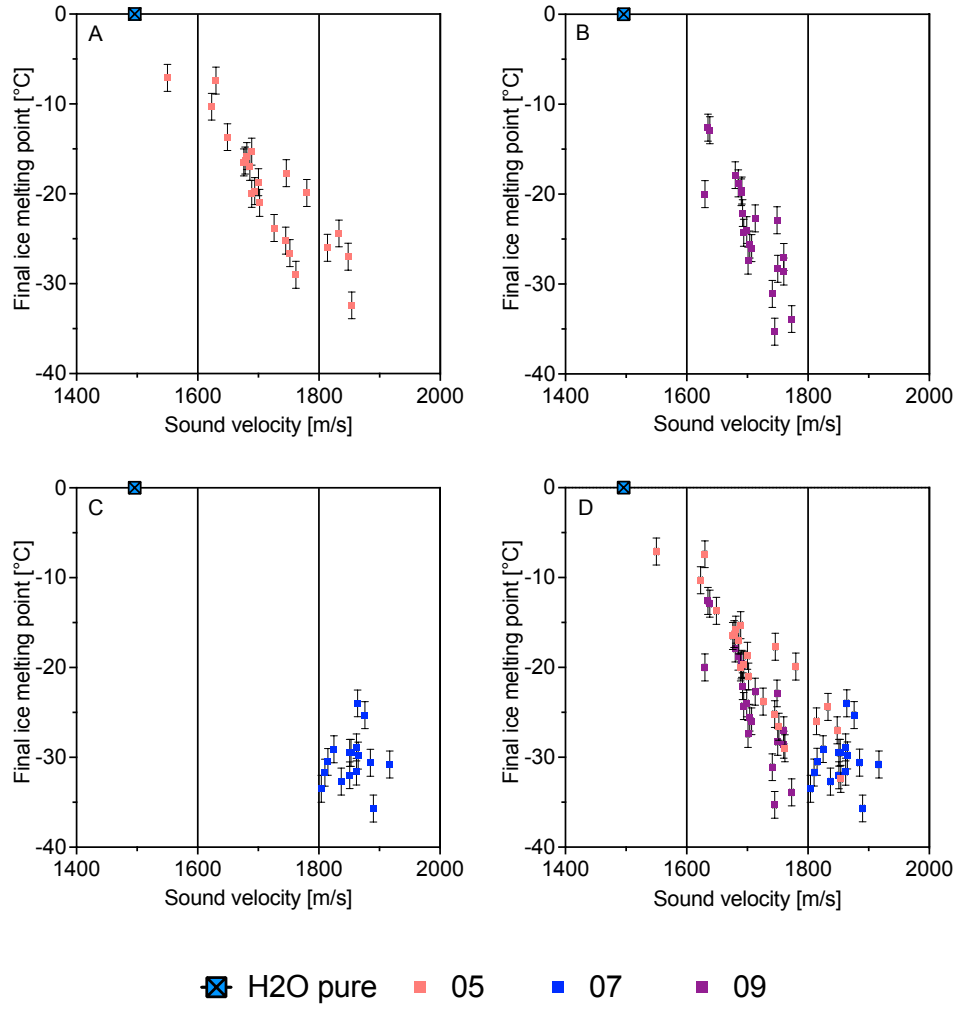 A
Final ice melting point [°C]
0
-10
-20
-30
-40
1400
1600
1800
2000
Sound velocity [m/s]
B
Final ice melting point [°C]
0
-10
-20
-30
-40
1400
1600
1800
2000
Sound velocity [m/s]
C
Final ice melting point [°C]
0
-10
-20
-30
-40
1400
1600
1800
2000
Sound velocity [m/s]
D
Final ice melting point [°C]
0
-10
-20
-30
-40
1400
1600
1800
2000
Sound velocity [m/s]
H2O pure 05 07 09